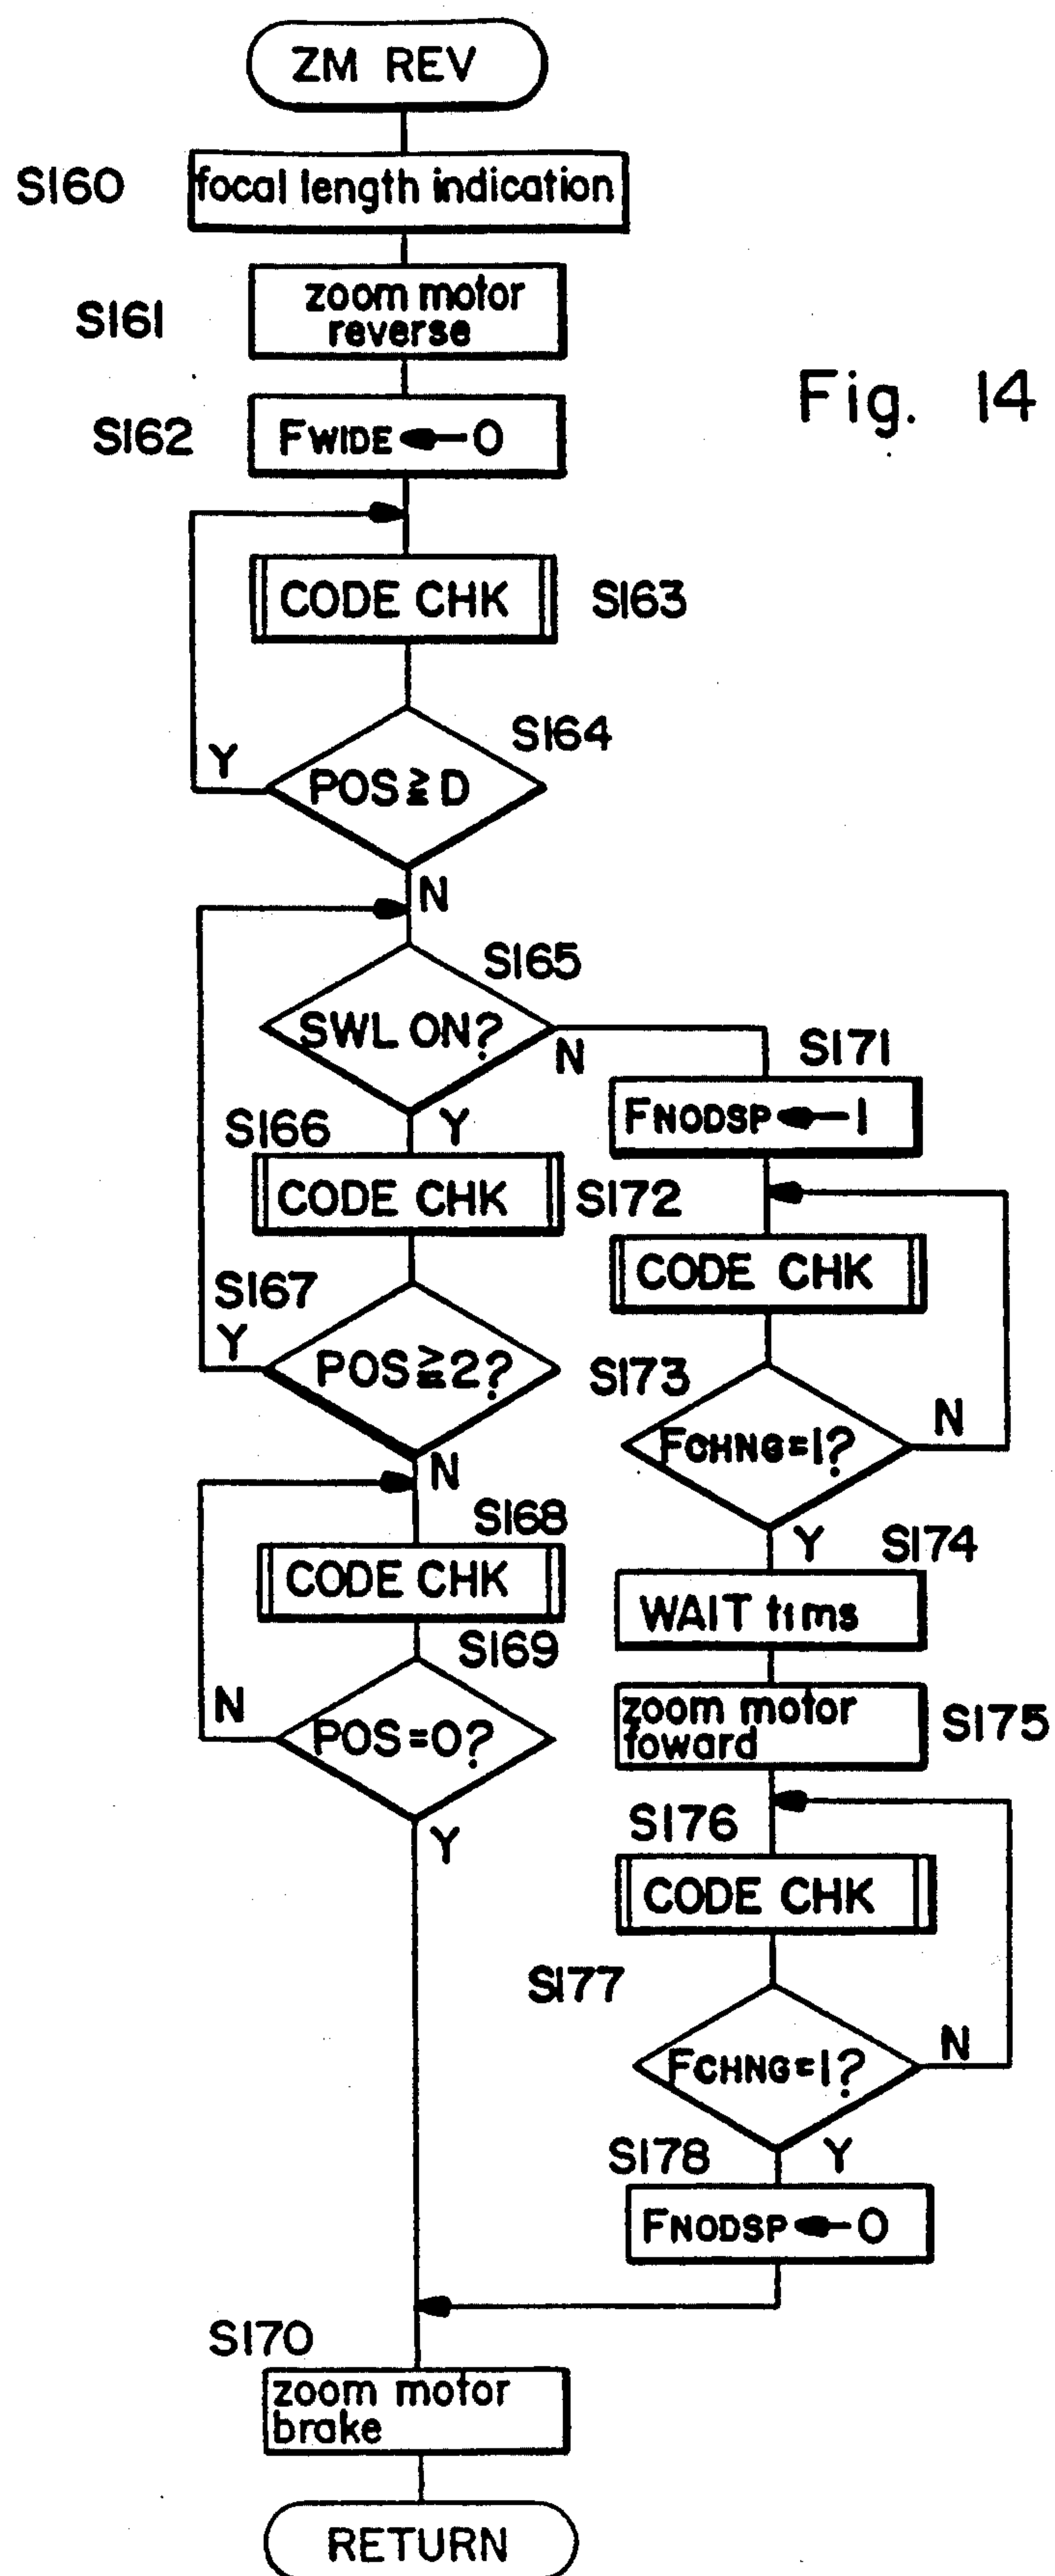 ZM REV
S160
focal length indication
S161
zoom motor
reverse
Fig. 14
S162
FWIDE ← 0
CODE CHK
S163
S164
Y
POS ≧ D
N
S165
SWL ON?
N
S171
FNODSP ← 1
Y
S166
CODE CHK
S172
CODE CHK
S167
Y
POS ≧ 2?
N
S173
FCHNG=1?
N
Y
S168
CODE CHK
S174
WAIT t1 ms
S169
N
POS=0?
Y
zoom motor
foward
S175
S176
CODE CHK
S177
FCHNG=1?
N
Y
S178
FNODSP ← 0
S170
zoom motor
brake
RETURN